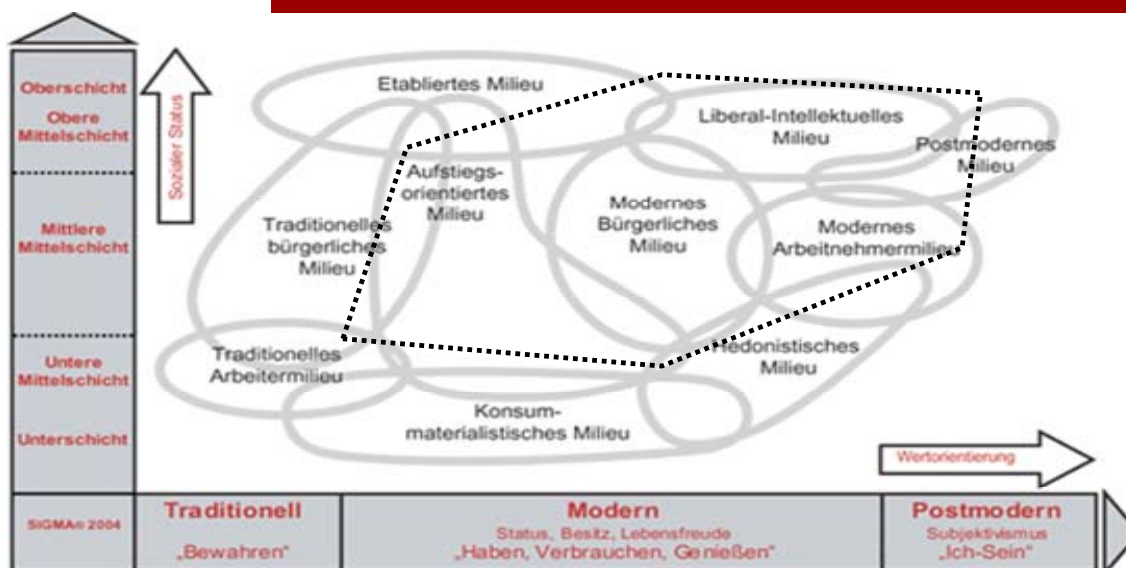 Oberschicht
Obere
Mittelschicht
Mittlere
Mittelschicht
Untere
Mittelschicht
Unterschicht
Sozialer Status
Etabliertes Milieu
Liberal-Intellektuelles
Milieu
Postmodernes
Milieu
Aufstiegs-
orientiertes
Milieu
Traditionelles
bürgerliches
Milieu
Modernes
Bürgerliches
Milieu
Modernes
Arbeitnehmermilieu
Traditionelles
Arbeitermilieu
Hedonistisches
Milieu
Konsum-
materialistisches Milieu
Wertorientierung
SIGMA® 2004
Traditionell
„Bewahren“
Modern
Status, Besitz, Lebensfreude
„Haben, Verbrauchen, Genießen“
Postmodern
Subjektivismus
„Ich-Sein“